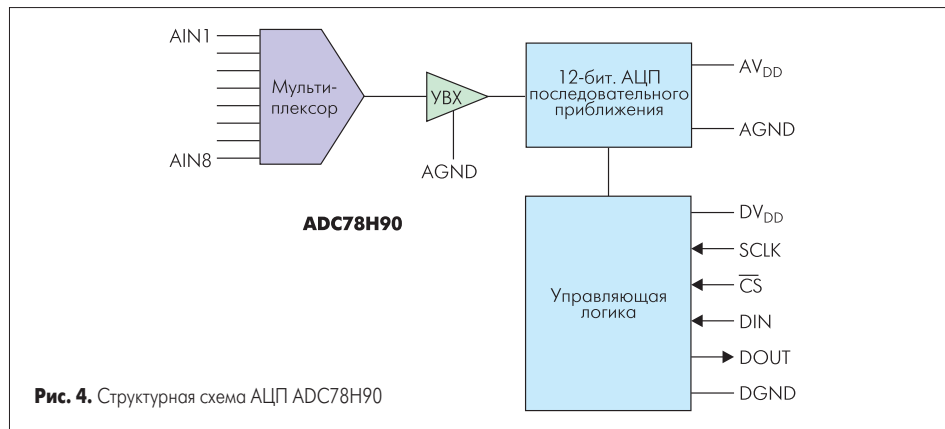 AIN1
AIN8
Мульти-
плексор
УВХ
AGND
12-бит. АЦП
последовательного
приближения
AVDD
AGND
ADC78H90
Управляющая
логика
DVDD
SCLK
CS
DIN
DOUT
DGND
Рис. 4. Структурная схема АЦП ADC78H90